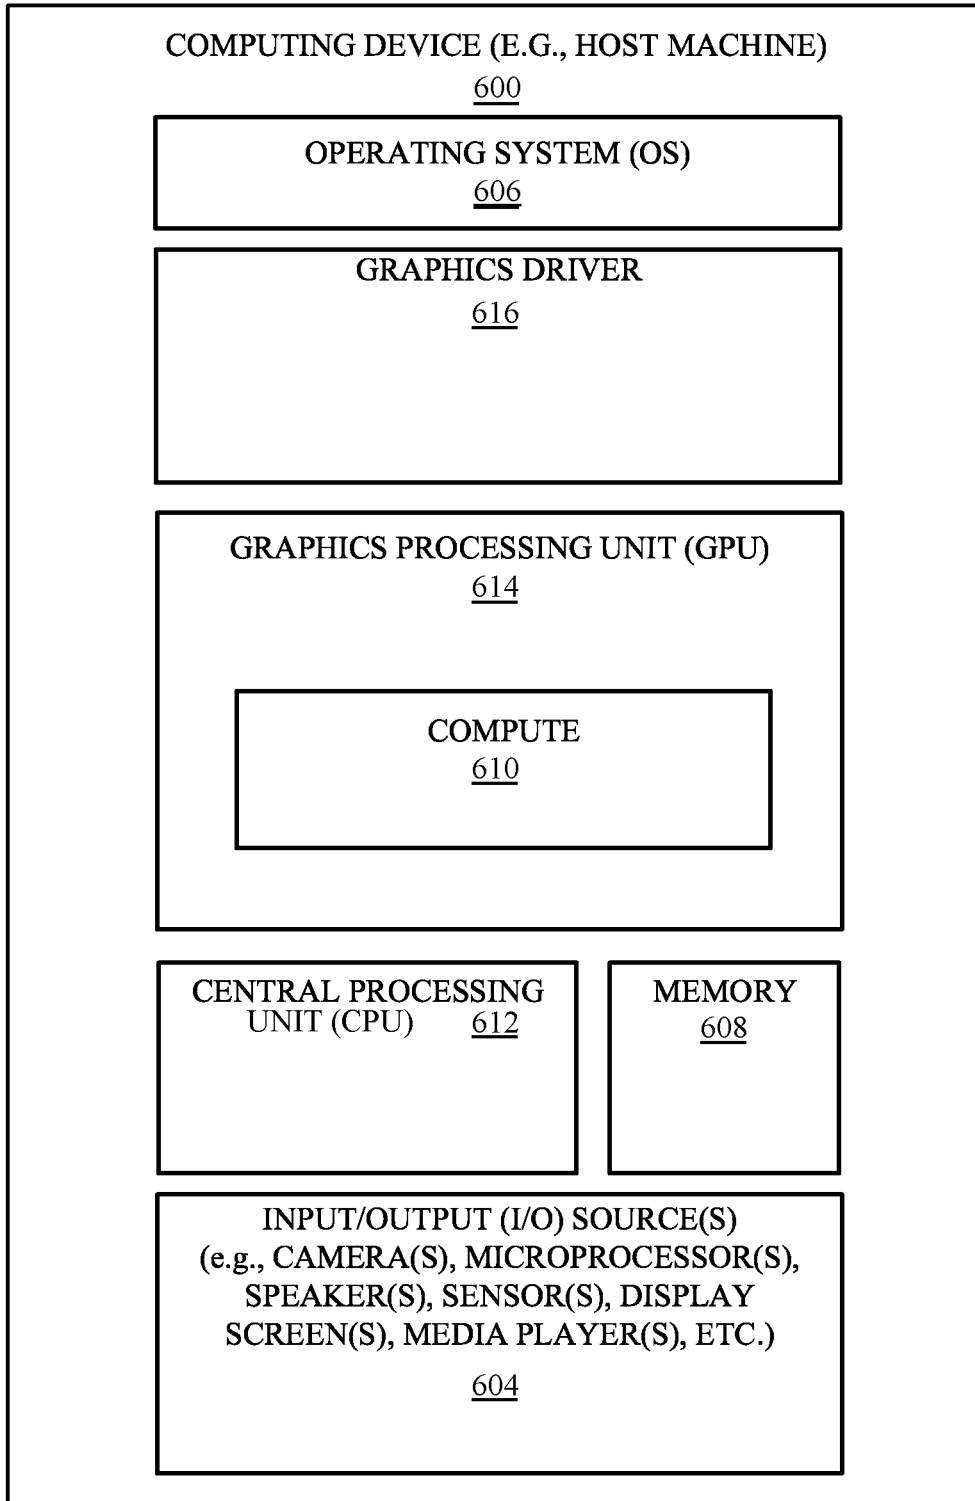 COMPUTING DEVICE (E.G., HOST MACHINE)
600
OPERATING SYSTEM (OS)
606
GRAPHICS DRIVER
616
GRAPHICS PROCESSING UNIT (GPU)
614
COMPUTE
610
CENTRAL PROCESSING
UNIT (CPU) 612
MEMORY
608
INPUT/OUTPUT (I/O) SOURCE(S)
(e.g., CAMERA(S), MICROPROCESSOR(S),
SPEAKER(S), SENSOR(S), DISPLAY
SCREEN(S), MEDIA PLAYER(S), ETC.)
604